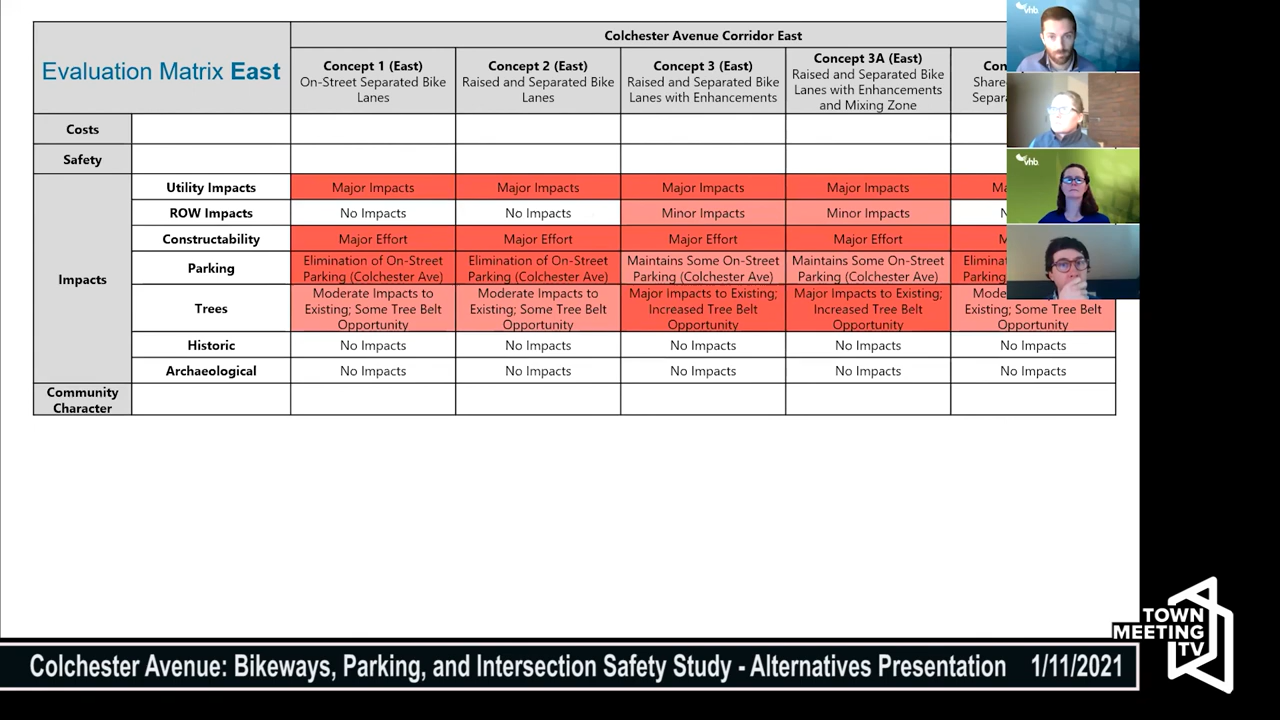 Evaluation Matrix East
Colchester Avenue Corridor East
Concept 1 (East)
On-Street Separated Bike
Lanes
Concept 2 (East)
Raised and Separated Bike
Lanes
Concept 3 (East)
Raised and Separated Bike
Lanes with Enhancements
Concept 3A (East)
Raised and Separated Bike
Lanes with Enhancements
and Mixing Zone
Costs
Safety
Impacts
Utility Impacts
Major Impacts
Major Impacts
Major Impacts
Major Impacts
ROW Impacts
No Impacts
No Impacts
Minor Impacts
Minor Impacts
Constructability
Major Effort
Major Effort
Major Effort
Major Effort
Parking
Elimination of On-Street
Parking (Colchester Ave)
Elimination of On-Street
Parking (Colchester Ave)
Maintains Some On-Street
Parking (Colchester Ave)
Maintains Some On-Street
Parking (Colchester Ave)
Trees
Moderate Impacts to
Existing; Some Tree Belt
Opportunity
Moderate Impacts to
Existing; Some Tree Belt
Opportunity
Major Impacts to Existing;
Increased Tree Belt
Opportunity
Major Impacts to Existing;
Increased Tree Belt
Opportunity
Existing; Some Tree Belt
Opportunity
Historic
No Impacts
No Impacts
No Impacts
No Impacts
No Impacts
Archaeological
No Impacts
No Impacts
No Impacts
No Impacts
No Impacts
Community
Character
vhb
vhb
TOWN
MEETING
TV
Colchester Avenue: Bikeways, Parking, and Intersection Safety Study - Alternatives Presentation 1/11/2021